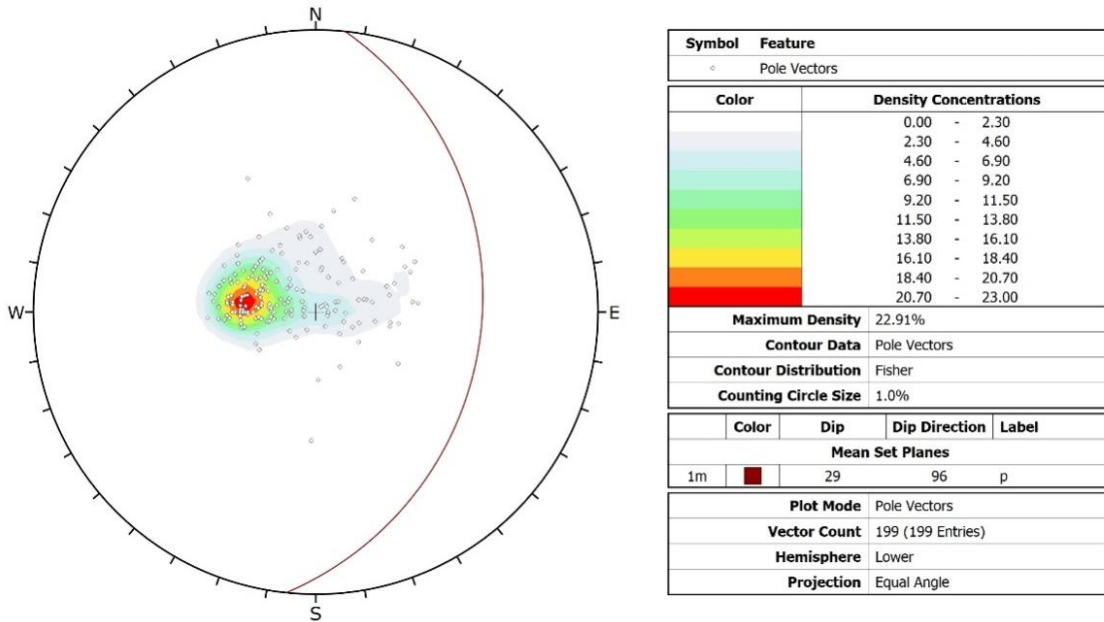 N
W
E
S
Symbol Feature
Pole Vectors
Color Density Concentrations
0.00 - 2.30
2.30 - 4.60
4.60 - 6.90
6.90 - 9.20
9.20 - 11.50
11.50 - 13.80
13.80 - 16.10
16.10 - 18.40
18.40 - 20.70
20.70 - 23.00
Maximum Density 22.91%
Contour Data Pole Vectors
Contour Distribution Fisher
Counting Circle Size 1.0%
Color Dip Dip Direction Label
Mean Set Planes
1m 29 96 p
Plot Mode Pole Vectors
Vector Count 199 (199 Entries)
Hemisphere Lower
Projection Equal Angle